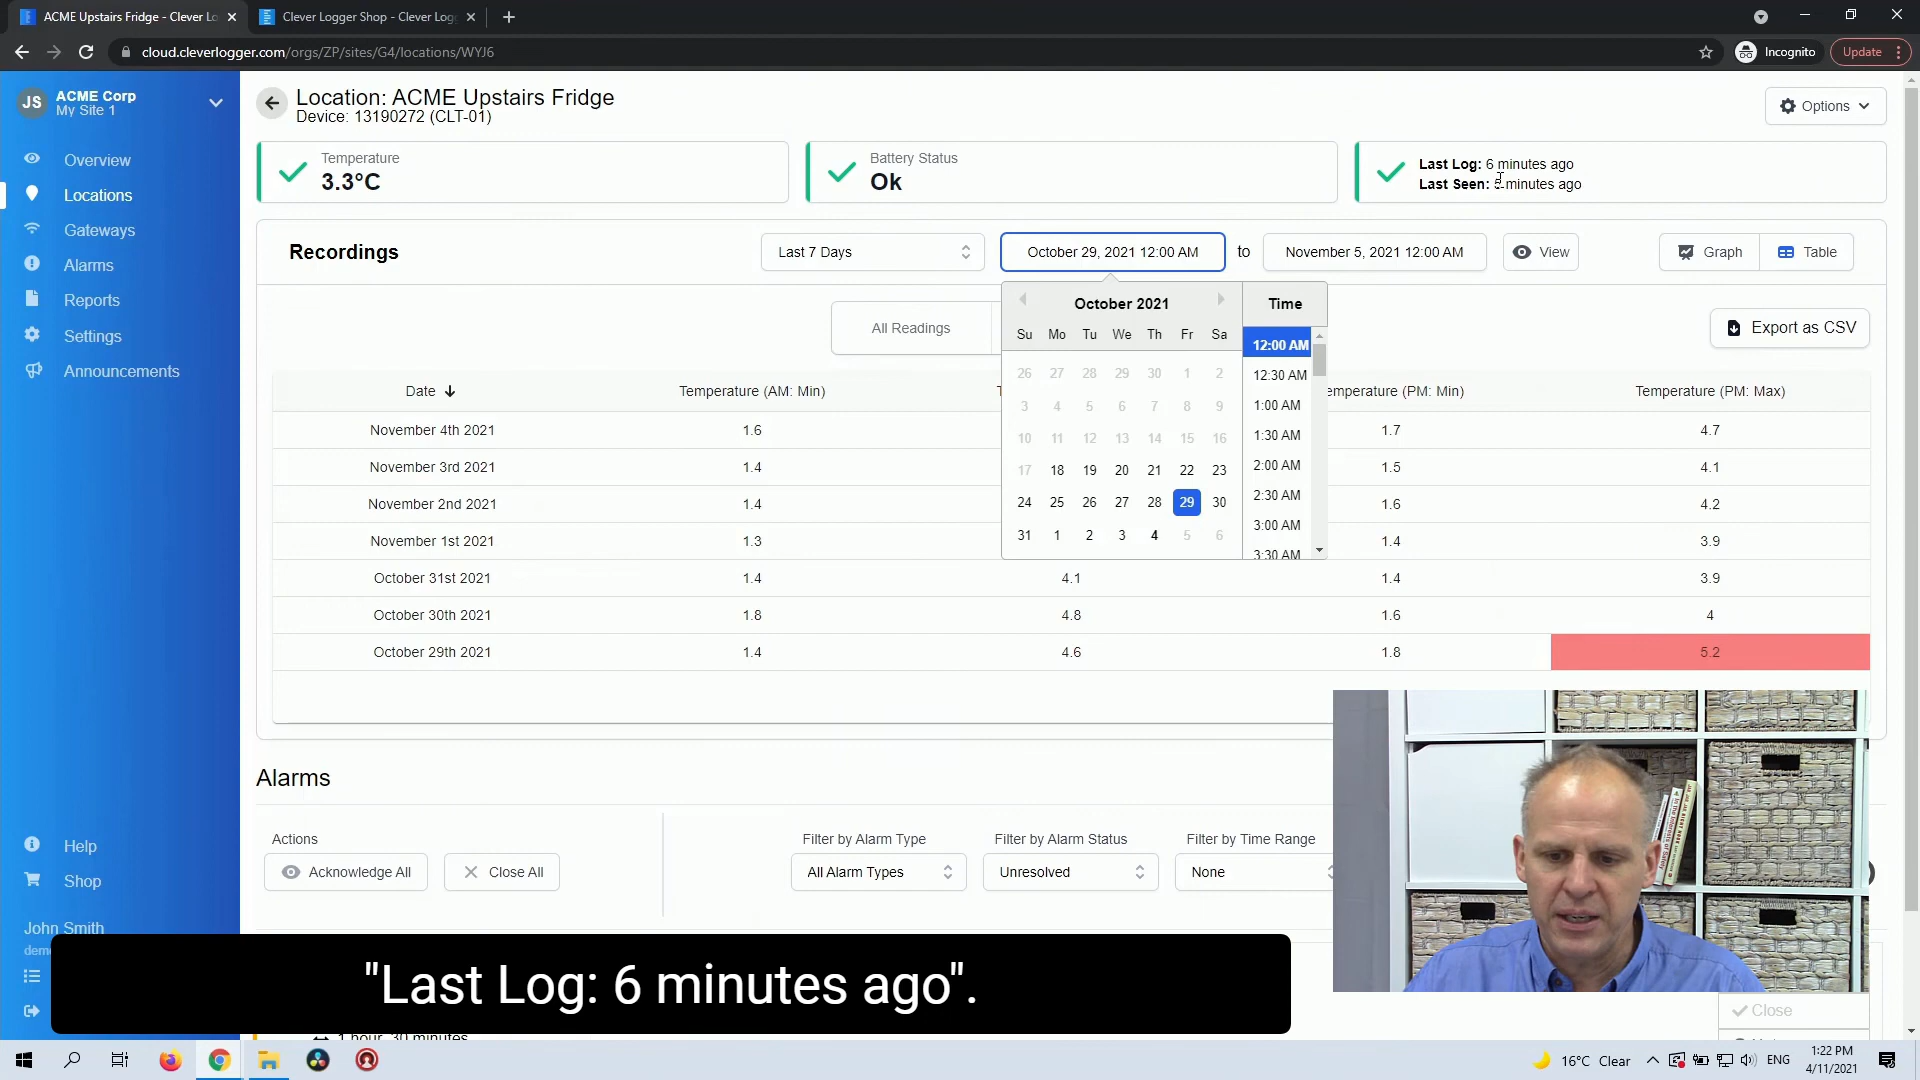 ACME Upstairs Fridge - Clever Lo
Clever Logger Shop - Clever Logg
cloud.cleverlogger.com/orgs/ZP/sites/G4/locations/WYJ6
Incognito
Update
JS
ACME Corp
My Site 1
Overview
Locations
Gateways
Alarms
Reports
Settings
Announcements
Help
Shop
John Smith
demo
Location: ACME Upstairs Fridge
Device: 13190272 (CLT-01)
Options
Temperature
3.3°C
Battery Status
Ok
Last Log: 6 minutes ago
Last Seen: 5 minutes ago
Recordings
Last 7 Days
October 29, 2021 12:00 AM
to
November 5, 2021 12:00 AM
View
Graph
Table
All Readings
Export as CSV
October 2021
Su Mo Tu We Th Fr Sa
26 27 28 29 30 1 2
3 4 5 6 7 8 9
10 11 12 13 14 15 16
17 18 19 20 21 22 23
24 25 26 27 28 29 30
31 1 2 3 4 5 6
Time
12:00 AM
12:30 AM
1:00 AM
1:30 AM
2:00 AM
2:30 AM
3:00 AM
3:30 AM
Date Temperature (AM: Min) T emperature (PM: Min) Temperature (PM: Max)
November 4th 2021 1.6 1.7 4.7
November 3rd 2021 1.4 1.5 4.1
November 2nd 2021 1.4 1.6 4.2
November 1st 2021 1.3 1.4 3.9
October 31st 2021 1.4 4.1 1.4 3.9
October 30th 2021 1.8 4.8 1.6 4
October 29th 2021 1.4 4.6 1.8 5.2
Alarms
Actions
Acknowledge All
Close All
Filter by Alarm Type
All Alarm Types
Filter by Alarm Status
Unresolved
Filter by Time Range
None
"Last Log: 6 minutes ago".
1 hour, 30 minutes
Close
16°C Clear
ENG
1:22 PM
4/11/2021